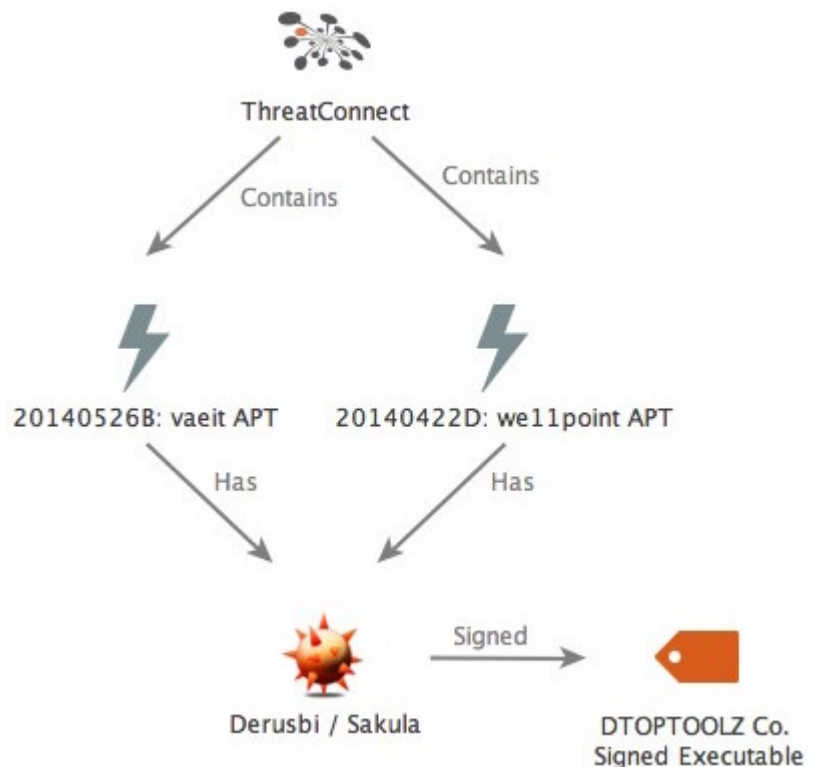 ThreatConnect
Contains
Contains
20140526B: vaeit APT
20140422D: we11point APT
Has
Has
Signed
Derusbi / Sakula
DTOPTOOLZ Co.
Signed Executable